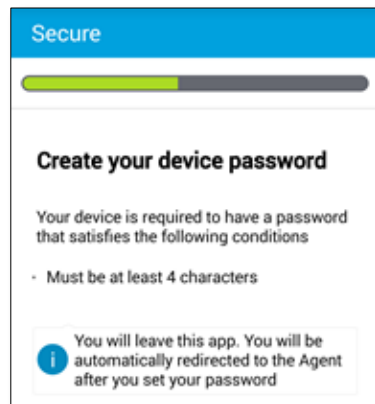 Secure
Create your device password
Your device is required to have a password
that satisfies the following conditions
- Must be at least 4 characters
i
You will leave this app. You will be
automatically redirected to the Agent
after you set your password